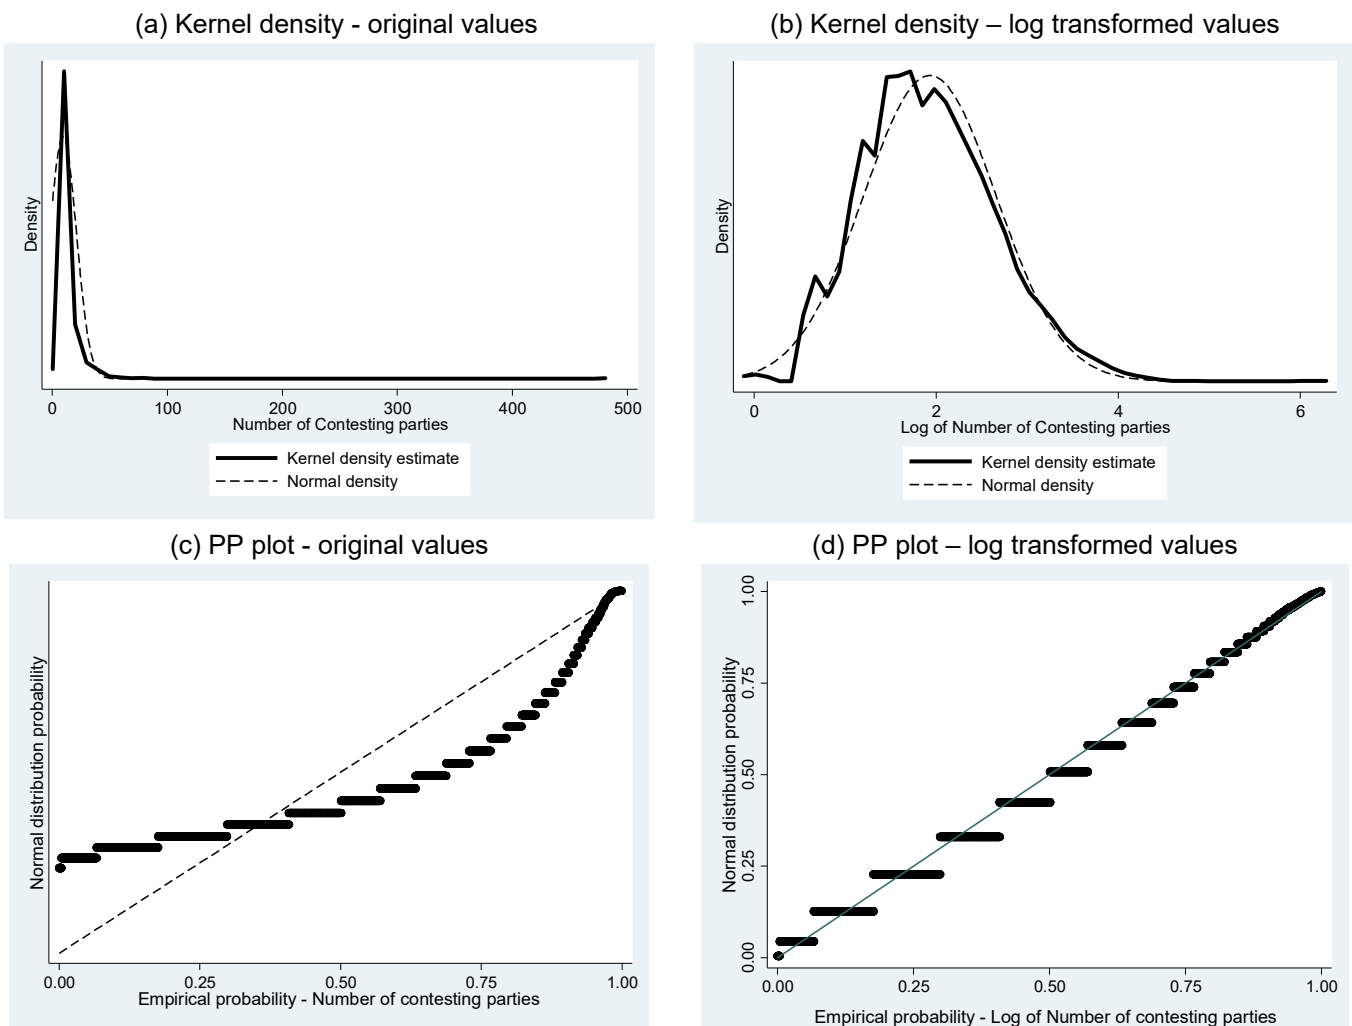 (a) Kernel density - original values
Density
0 100 200 300 400 500
Number of Contesting parties
Kernel density estimate
Normal density
(b) Kernel density – log transformed values
Density
0 2 4 6
Log of Number of Contesting parties
Kernel density estimate
Normal density
(c) PP plot - original values
Normal distribution probability
0.00 0.25 0.50 0.75 1.00
Empirical probability - Number of contesting parties
(d) PP plot – log transformed values
Normal distribution probability
0.00 0.25 0.50 0.75 1.00
0.00 0.25 0.50 0.75 1.00
Empirical probability - Log of Number of contesting parties